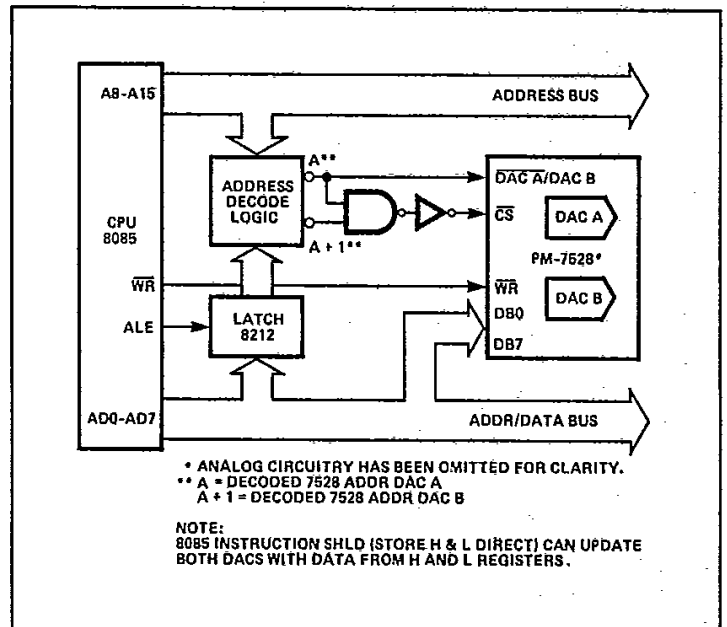 A8-A15
ADDRESS BUS
A**
ADDRESS
DECODE
LOGIC
A + 1**
CPU
8085
DAC A/DAC B
CS
DAC A
PM-7528*
WR
WR
DAC B
DB0
DB7
ALE
LATCH
8212
AD0-AD7
ADDR/DATA BUS
* ANALOG CIRCUITRY HAS BEEN OMITTED FOR CLARITY.
** A = DECODED 7528 ADDR DAC A
A + 1 = DECODED 7528 ADDR DAC B
NOTE:
8085 INSTRUCTION SHLD (STORE H & L DIRECT) CAN UPDATE
BOTH DACS WITH DATA FROM H AND L REGISTERS.